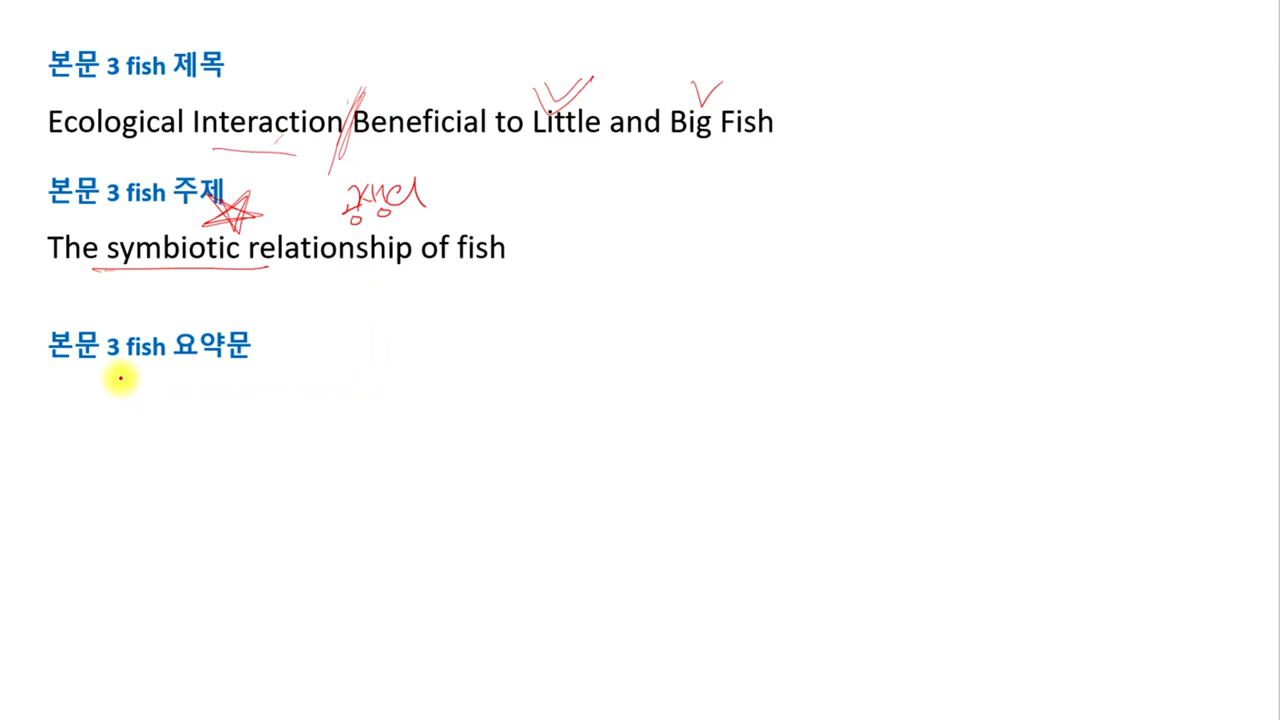 본문 3 fish 제목
Ecological Interaction Beneficial to Little and Big Fish
본문 3 fish 주제
공생
The symbiotic relationship of fish
본문 3 fish 요약문